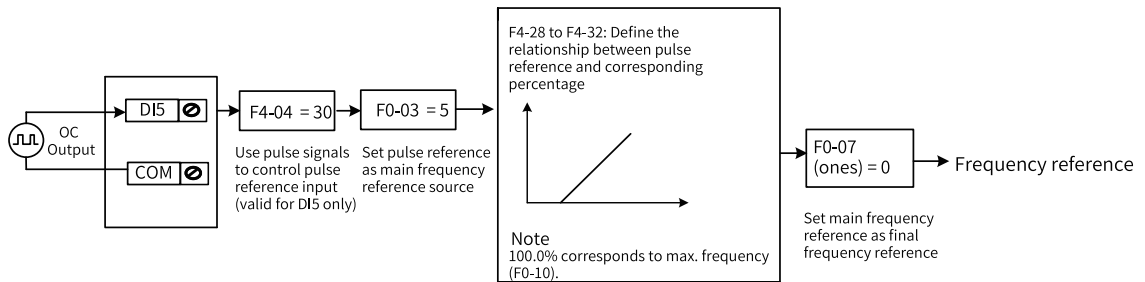 OC
Output
DI5
COM
F4-04 = 30
Use pulse signals
to control pulse
reference input
(valid for DI5 only)
F0-03 = 5
Set pulse reference
as main frequency
reference source
F4-28 to F4-32: Define the
relationship between pulse
reference and corresponding
percentage
Note
100.0% corresponds to max. frequency
(F0-10).
F0-07
(ones) = 0
Set main frequency
reference as final
frequency reference
Frequency reference